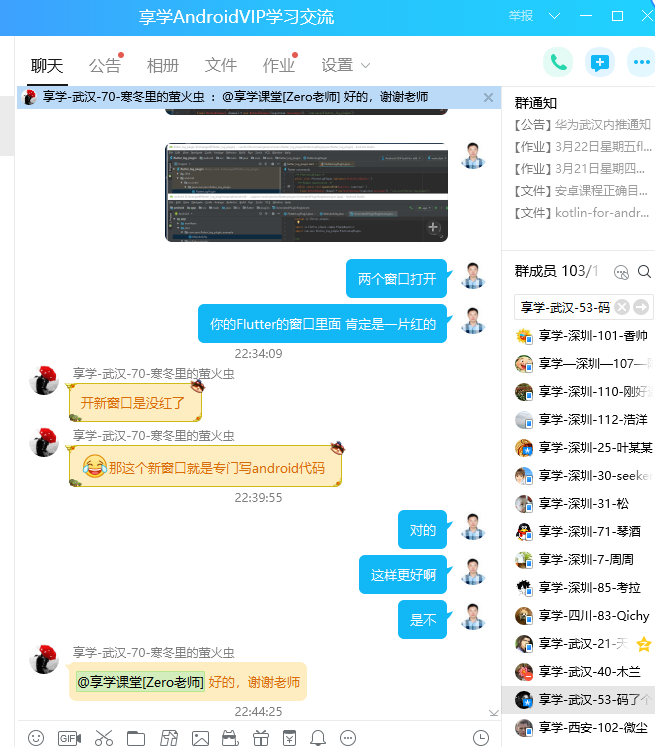 享学AndroidVIP学习交流
举报
聊天
公告
相册
文件
作业
设置
享学-武汉-70-寒冬里的萤火虫 ：@享学课堂[Zero老师] 好的，谢谢老师
两个窗口打开
你的Flutter的窗口里面 肯定是一片红的
22:34:09
享学-武汉-70-寒冬里的萤火虫
开新窗口是没红了
享学-武汉-70-寒冬里的萤火虫
那这个新窗口就是专门写android代码
22:39:55
对的
这样更好啊
是不
享学-武汉-70-寒冬里的萤火虫
@享学课堂[Zero老师] 好的，谢谢老师
22:44:25
GIF
群通知
[公告] 华为武汉内推通知
[作业] 3月22日星期五fl...
[作业] 3月21日星期四...
[文件] 安卓课程正确目...
[文件] kotlin-for-andr...
群成员 103/1
享学-武汉-53-码
享学-深圳-101-香帅
享学—深圳—107—
享学-深圳-110-刚好
享学-深圳-112-浩洋
享学-深圳-25-叶某某
享学-深圳-30-seeker
享学-深圳-31-松
享学-深圳-71-琴酒
享学-深圳-7-周周
享学-深圳-85-考拉
享学-四川-83-Qichy
享学-武汉-21-天
享学-武汉-40-木兰
享学-武汉-53-码了个
享学-西安-102-微尘